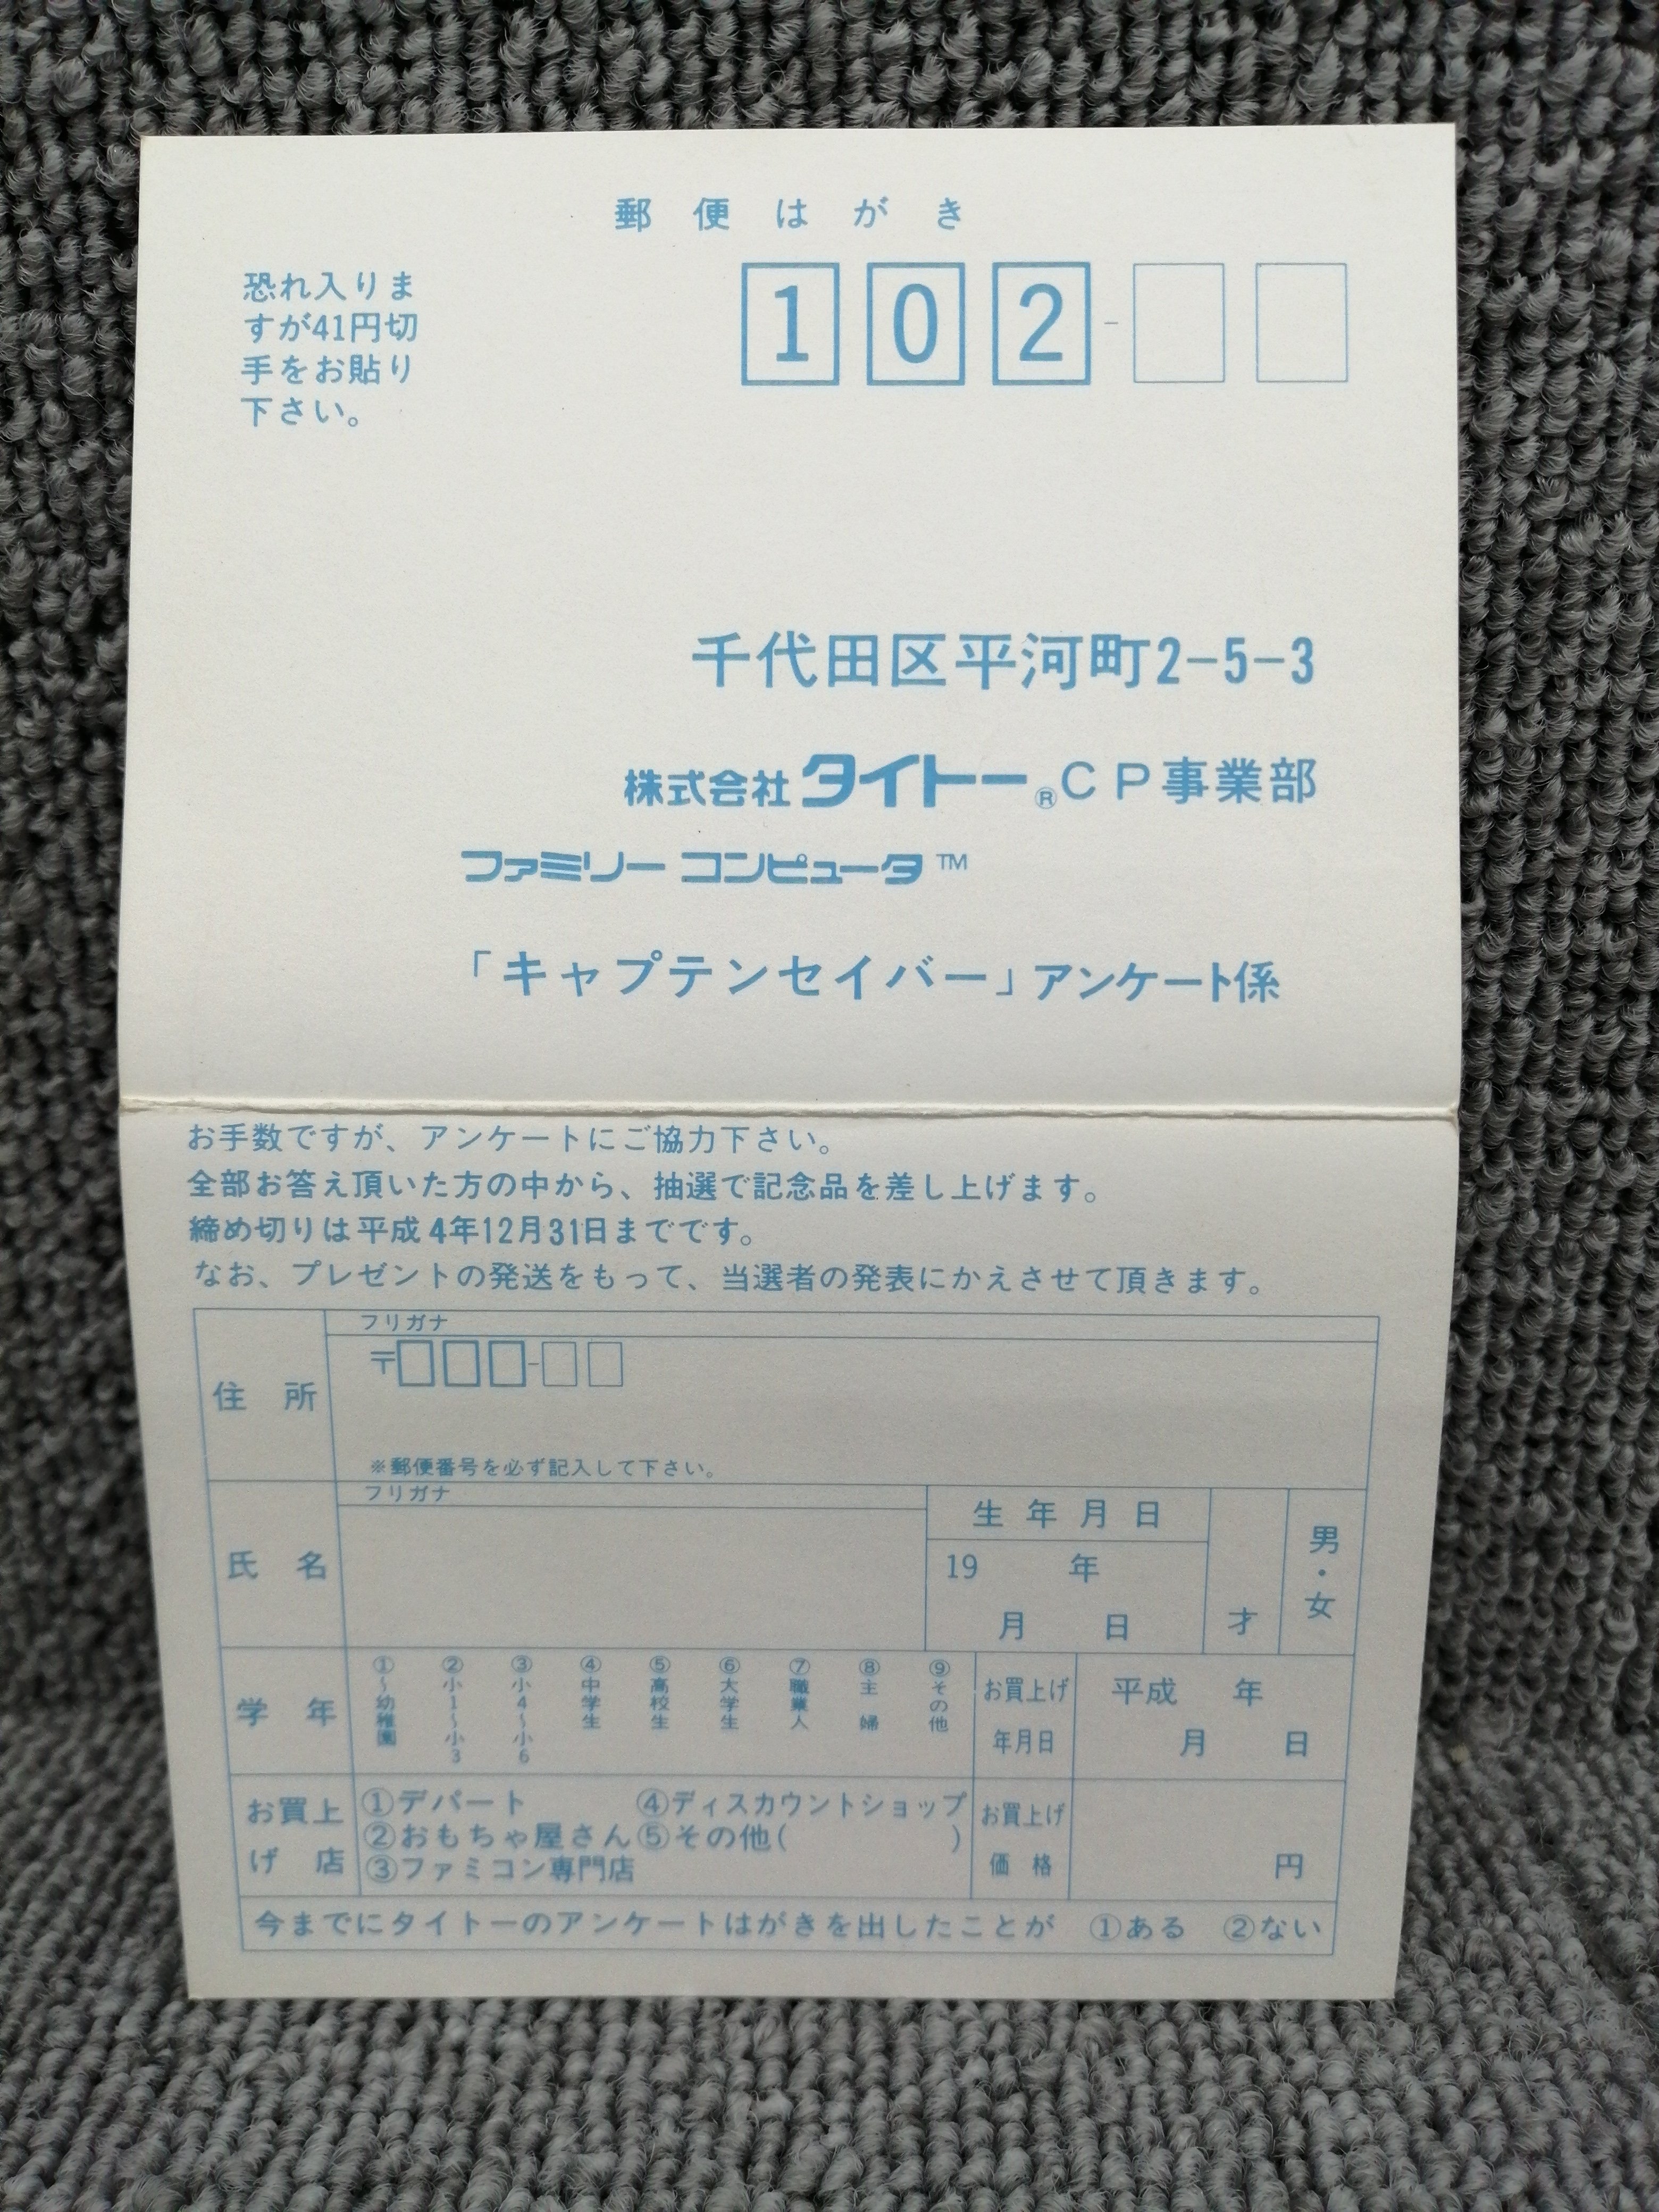 郵便はがき
恐れ入りま
すが41円切
手をお貼り
下さい。
102-
千代田区平河町2-5-3
株式会社タイトー®CP事業部
ファミリー コンピュータ™
「キャプテンセイバー」アンケート係
お手数ですが、アンケートにご協力下さい。
全部お答え頂いた方の中から、抽選で記念品を差し上げます。
締め切りは平成4年12月31日までです。
なお、プレゼントの発送をもって、当選者の発表にかえさせて頂きます。
住所
フリガナ
〒 -
※郵便番号を必ず記入して下さい。
氏名
フリガナ
生年月日
19 年
月 日
才
男・女
学年
①~幼稚園
②小1~小3
③小4~小6
④中学生
⑤高校生
⑥大学生
⑦職業人
⑧主婦
⑨その他
お買上げ
年月日
平成 年
月 日
お買上
げ店
①デパート ④ディスカウントショップ
②おもちゃ屋さん⑤その他( )
③ファミコン専門店
お買上げ
価格
円
今までにタイトーのアンケートはがきを出したことが ①ある ②ない